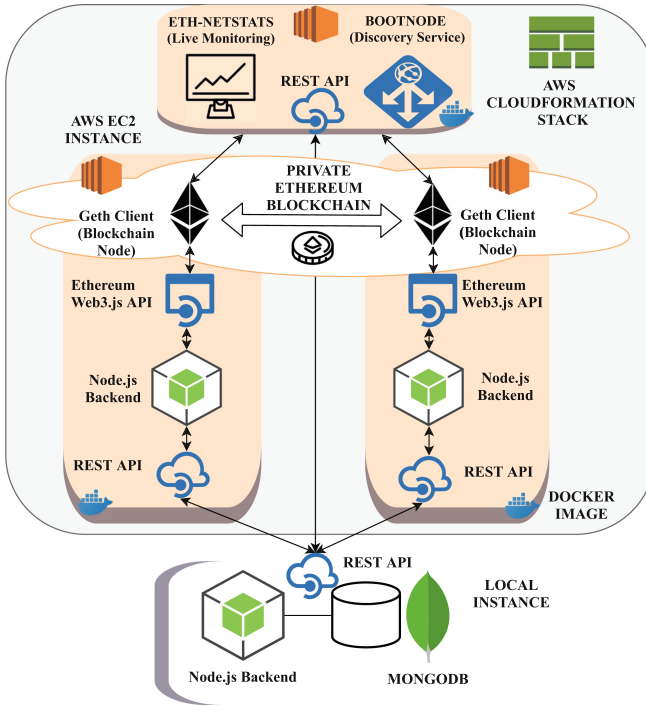 ETH-NETSTATS
(Live Monitoring)
BOOTNODE
(Discovery Service)
REST API
AWS
CLOUDFORMATION
STACK
AWS EC2
INSTANCE
PRIVATE
ETHEREUM
BLOCKCHAIN
Geth Client
(Blockchain
Node)
Geth Client
(Blockchain
Node)
Ethereum
Web3.js API
Ethereum
Web3.js API
Node.js
Backend
Node.js
Backend
REST API
REST API
DOCKER
IMAGE
REST API
LOCAL
INSTANCE
Node.js Backend
MONGODB